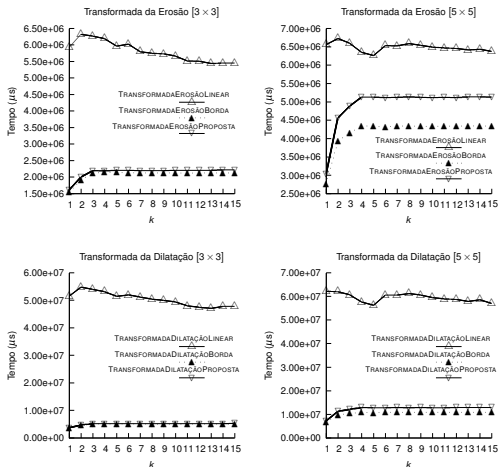 Transformada da Erosão [3 × 3]
6.50e+06
6.00e+06
5.50e+06
5.00e+06
4.50e+06
4.00e+06
3.50e+06
3.00e+06
2.50e+06
2.00e+06
1.50e+06
Tempo (μs)
TRANSFORMADAEROSÃOLINEAR
TRANSFORMADAEROSÃOBORDA
TRANSFORMADAEROSÃOPROPOSTA
1 2 3 4 5 6 7 8 9 10 11 12 13 14 15
k
Transformada da Erosão [5 × 5]
7.00e+06
6.50e+06
6.00e+06
5.50e+06
5.00e+06
4.50e+06
4.00e+06
3.50e+06
3.00e+06
2.50e+06
Tempo (μs)
TRANSFORMADAEROSÃOLINEAR
TRANSFORMADAEROSÃOBORDA
TRANSFORMADAEROSÃOPROPOSTA
1 2 3 4 5 6 7 8 9 10 11 12 13 14 15
k
Transformada da Dilatação [3 × 3]
6.00e+07
5.00e+07
4.00e+07
3.00e+07
2.00e+07
1.00e+07
0.00e+00
Tempo (μs)
TRANSFORMADADILATAÇÃOLINEAR
TRANSFORMADADILATAÇÃOBORDA
TRANSFORMADADILATAÇÃOPROPOSTA
1 2 3 4 5 6 7 8 9 10 11 12 13 14 15
k
Transformada da Dilatação [5 × 5]
7.00e+07
6.00e+07
5.00e+07
4.00e+07
3.00e+07
2.00e+07
1.00e+07
0.00e+00
Tempo (μs)
TRANSFORMADADILATAÇÃOLINEAR
TRANSFORMADADILATAÇÃOBORDA
TRANSFORMADADILATAÇÃOPROPOSTA
1 2 3 4 5 6 7 8 9 10 11 12 13 14 15
k